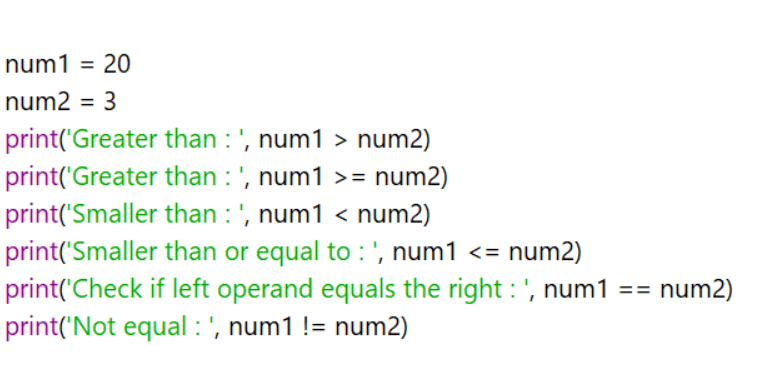 num1 = 20
num2 = 3
print('Greater than : ', num1 > num2)
print('Greater than : ', num1 >= num2)
print('Smaller than : ', num1 < num2)
print('Smaller than or equal to : ', num1 <= num2)
print('Check if left operand equals the right : ', num1 == num2)
print('Not equal : ', num1 != num2)